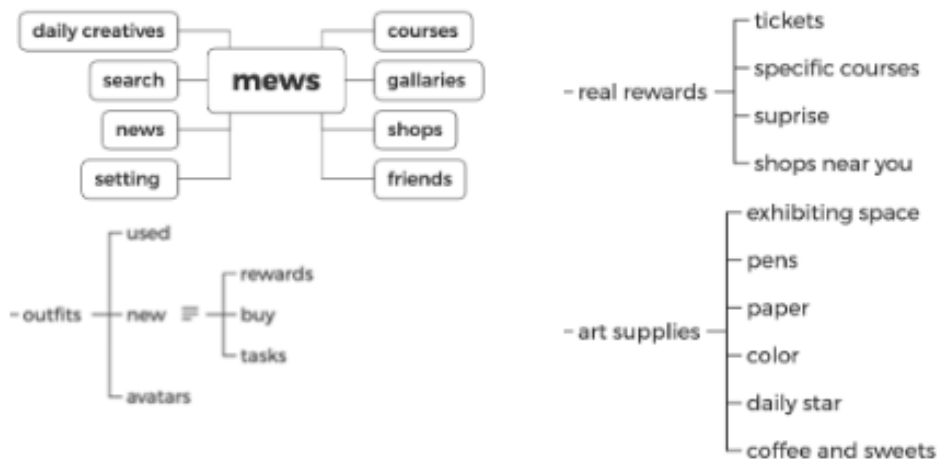 daily creatives
search
news
setting
mews
courses
gallaries
shops
friends
outfits
used
new
avatars
rewards
buy
tasks
real rewards
tickets
specific courses
suprise
shops near you
art supplies
exhibiting space
pens
paper
color
daily star
coffee and sweets